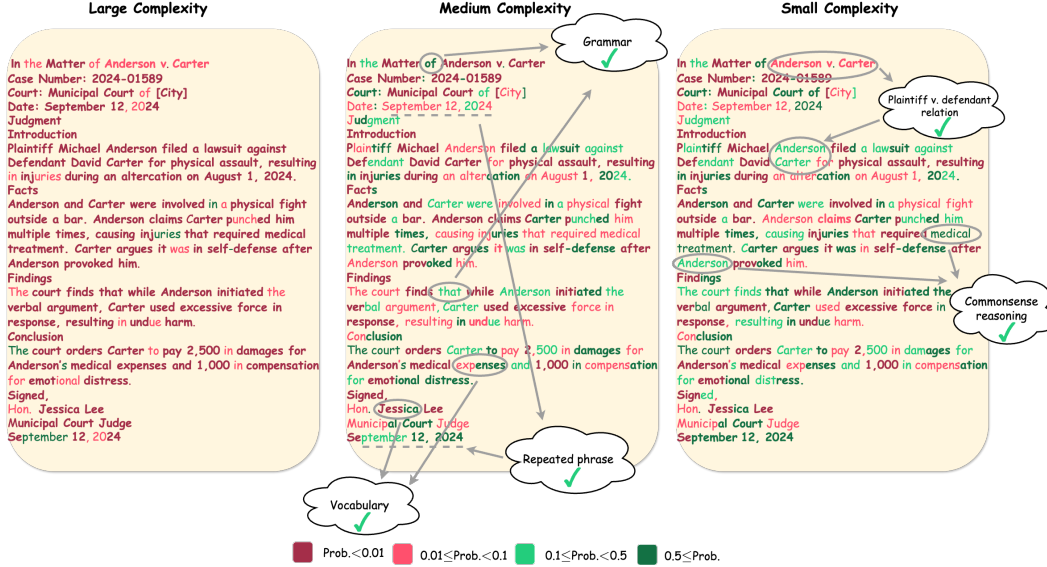 Large Complexity
In the Matter of Anderson v. Carter
Case Number: 2024-01589
Court: Municipal Court of [City]
Date: September 12, 2024
Judgment
Introduction
Plaintiff Michael Anderson filed a lawsuit against
Defendant David Carter for physical assault, resulting
in injuries during an altercation on August 1, 2024.
Facts
Anderson and Carter were involved in a physical fight
outside a bar. Anderson claims Carter punched him
multiple times, causing injuries that required medical
treatment. Carter argues it was in self-defense after
Anderson provoked him.
Findings
The court finds that while Anderson initiated the
verbal argument, Carter used excessive force in
response, resulting in undue harm.
Conclusion
The court orders Carter to pay 2,500 in damages for
Anderson's medical expenses and 1,000 in compensation
for emotional distress.
Signed,
Hon. Jessica Lee
Municipal Court Judge
September 12, 2024
Medium Complexity
In the Matter of Anderson v. Carter
Case Number: 2024-01589
Court: Municipal Court of [City]
Date: September 12, 2024
Judgment
Introduction
Plaintiff Michael Anderson filed a lawsuit against
Defendant David Carter for physical assault, resulting
in injuries during an altercation on August 1, 2024.
Facts
Anderson and Carter were involved in a physical fight
outside a bar. Anderson claims Carter punched him
multiple times, causing injuries that required medical
treatment. Carter argues it was in self-defense after
Anderson provoked him.
Findings
The court finds that while Anderson initiated the
verbal argument, Carter used excessive force in
response, resulting in undue harm.
Conclusion
The court orders Carter to pay 2,500 in damages for
Anderson's medical expenses and 1,000 in compensation
for emotional distress.
Signed,
Hon. Jessica Lee
Municipal Court Judge
September 12, 2024
Grammar
Repeated phrase
Vocabulary
Small Complexity
In the Matter of Anderson v. Carter
Case Number: 2024-01589
Court: Municipal Court of [City]
Date: September 12, 2024
Judgment
Introduction
Plaintiff Michael Anderson filed a lawsuit against
Defendant David Carter for physical assault, resulting
in injuries during an altercation on August 1, 2024.
Facts
Anderson and Carter were involved in a physical fight
outside a bar. Anderson claims Carter punched him
multiple times, causing injuries that required medical
treatment. Carter argues it was in self-defense after
Anderson provoked him.
Findings
The court finds that while Anderson initiated the
verbal argument, Carter used excessive force in
response, resulting in undue harm.
Conclusion
The court orders Carter to pay 2,500 in damages for
Anderson's medical expenses and 1,000 in compensation
for emotional distress.
Signed,
Hon. Jessica Lee
Municipal Court Judge
September 12, 2024
Plaintiff v. defendant
relation
Commonsense
reasoning
Prob.<0.01
0.01≤Prob.<0.1
0.1≤Prob.<0.5
0.5≤Prob.